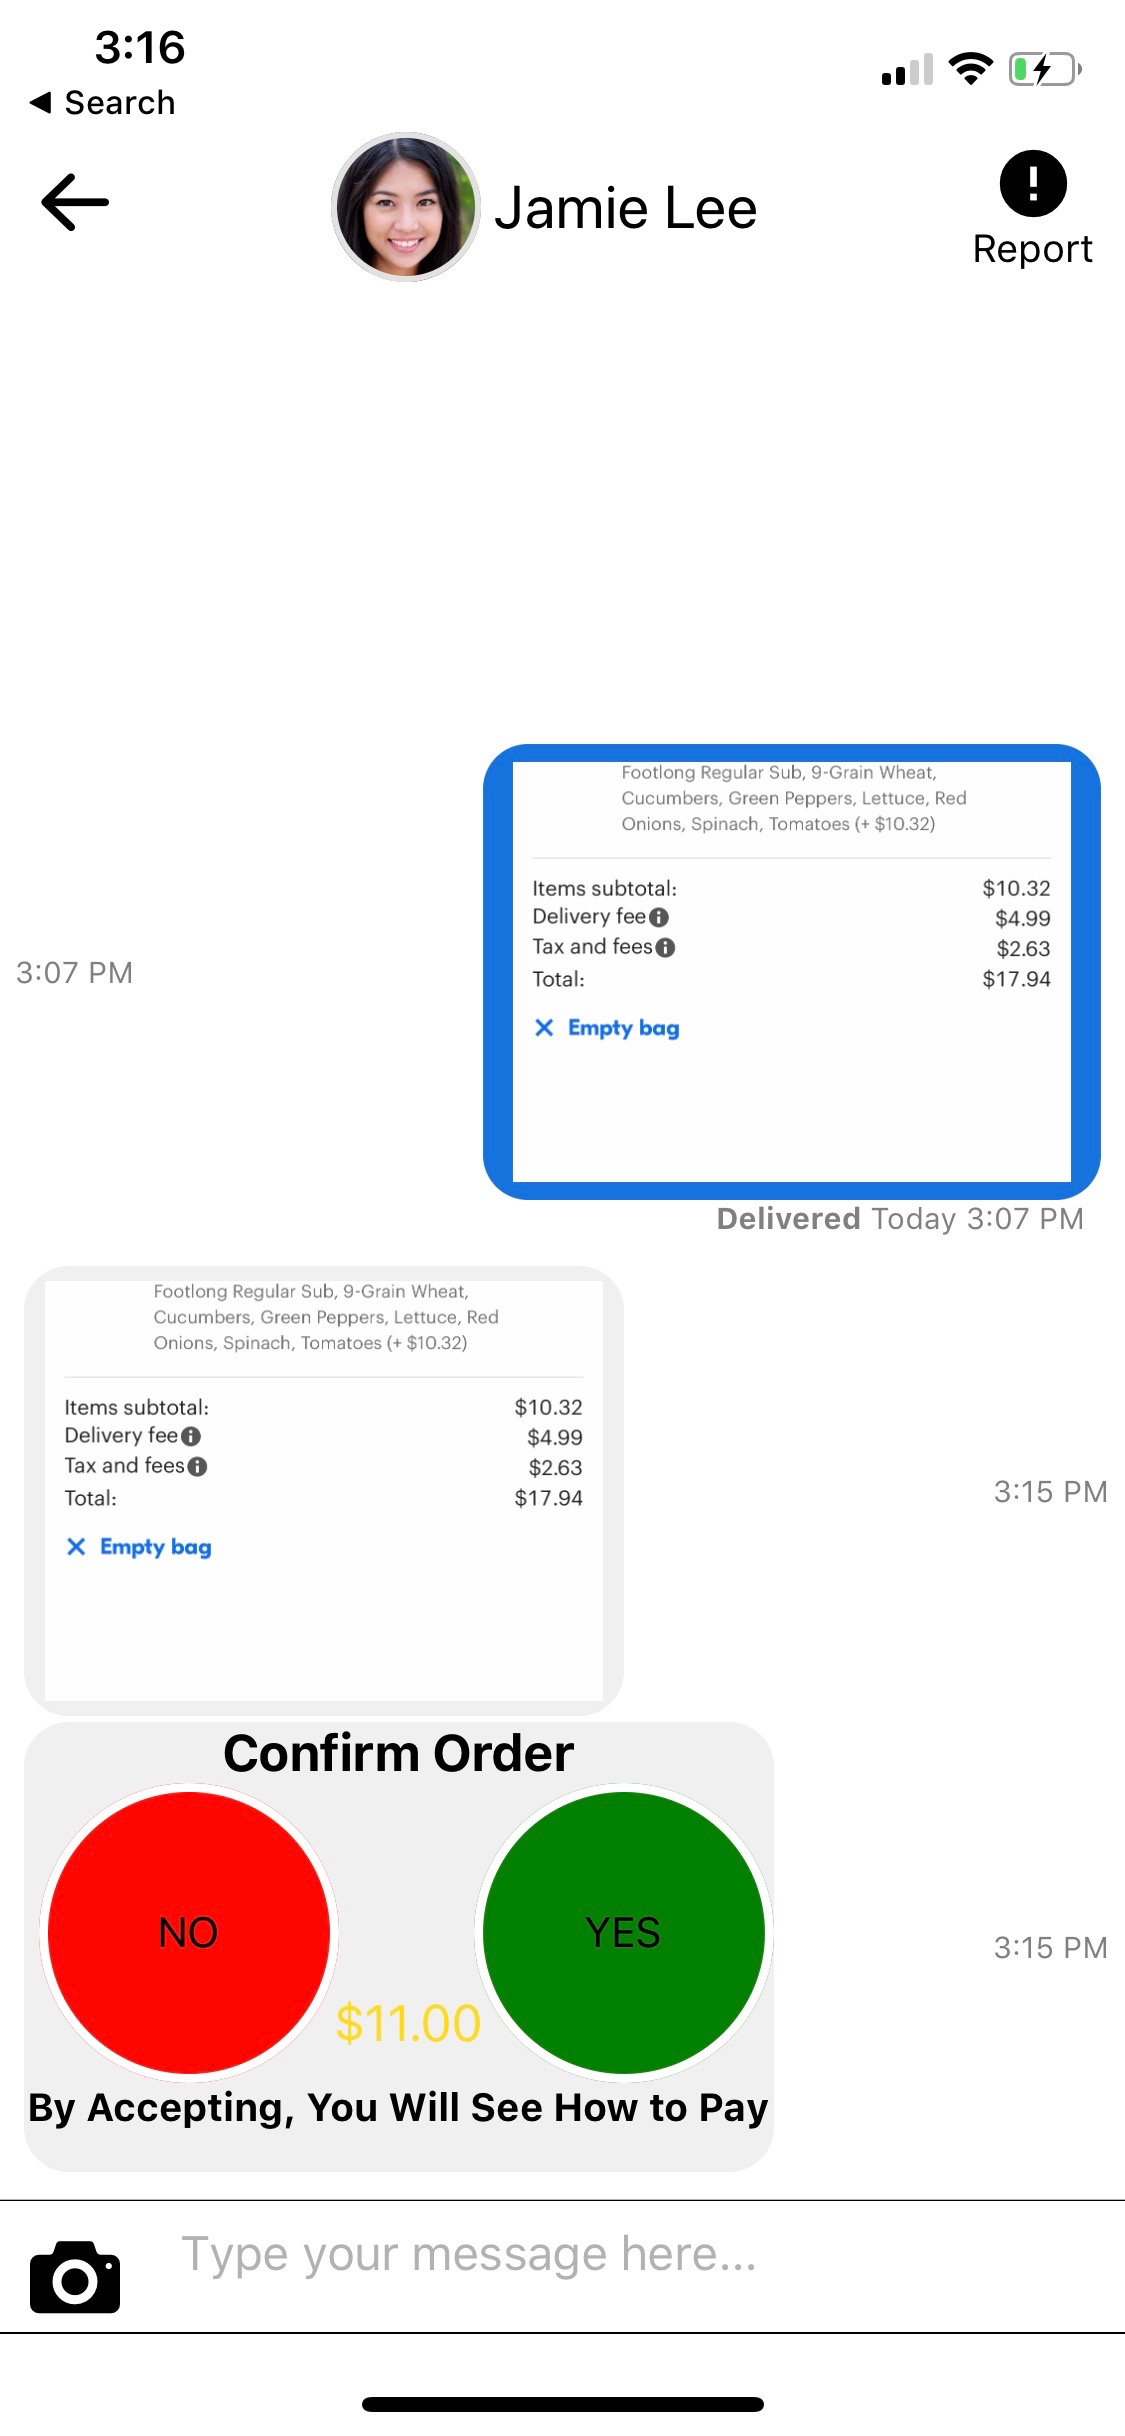 3:16
◀ Search
Jamie Lee
Report
Footlong Regular Sub, 9-Grain Wheat,
Cucumbers, Green Peppers, Lettuce, Red
Onions, Spinach, Tomatoes (+ $10.32)
Items subtotal: $10.32
Delivery fee $4.99
Tax and fees $2.63
Total: $17.94
Empty bag
3:07 PM
Delivered Today 3:07 PM
Footlong Regular Sub, 9-Grain Wheat,
Cucumbers, Green Peppers, Lettuce, Red
Onions, Spinach, Tomatoes (+ $10.32)
Items subtotal: $10.32
Delivery fee $4.99
Tax and fees $2.63
Total: $17.94
Empty bag
3:15 PM
Confirm Order
NO
YES
3:15 PM
$11.00
By Accepting, You Will See How to Pay
Type your message here...